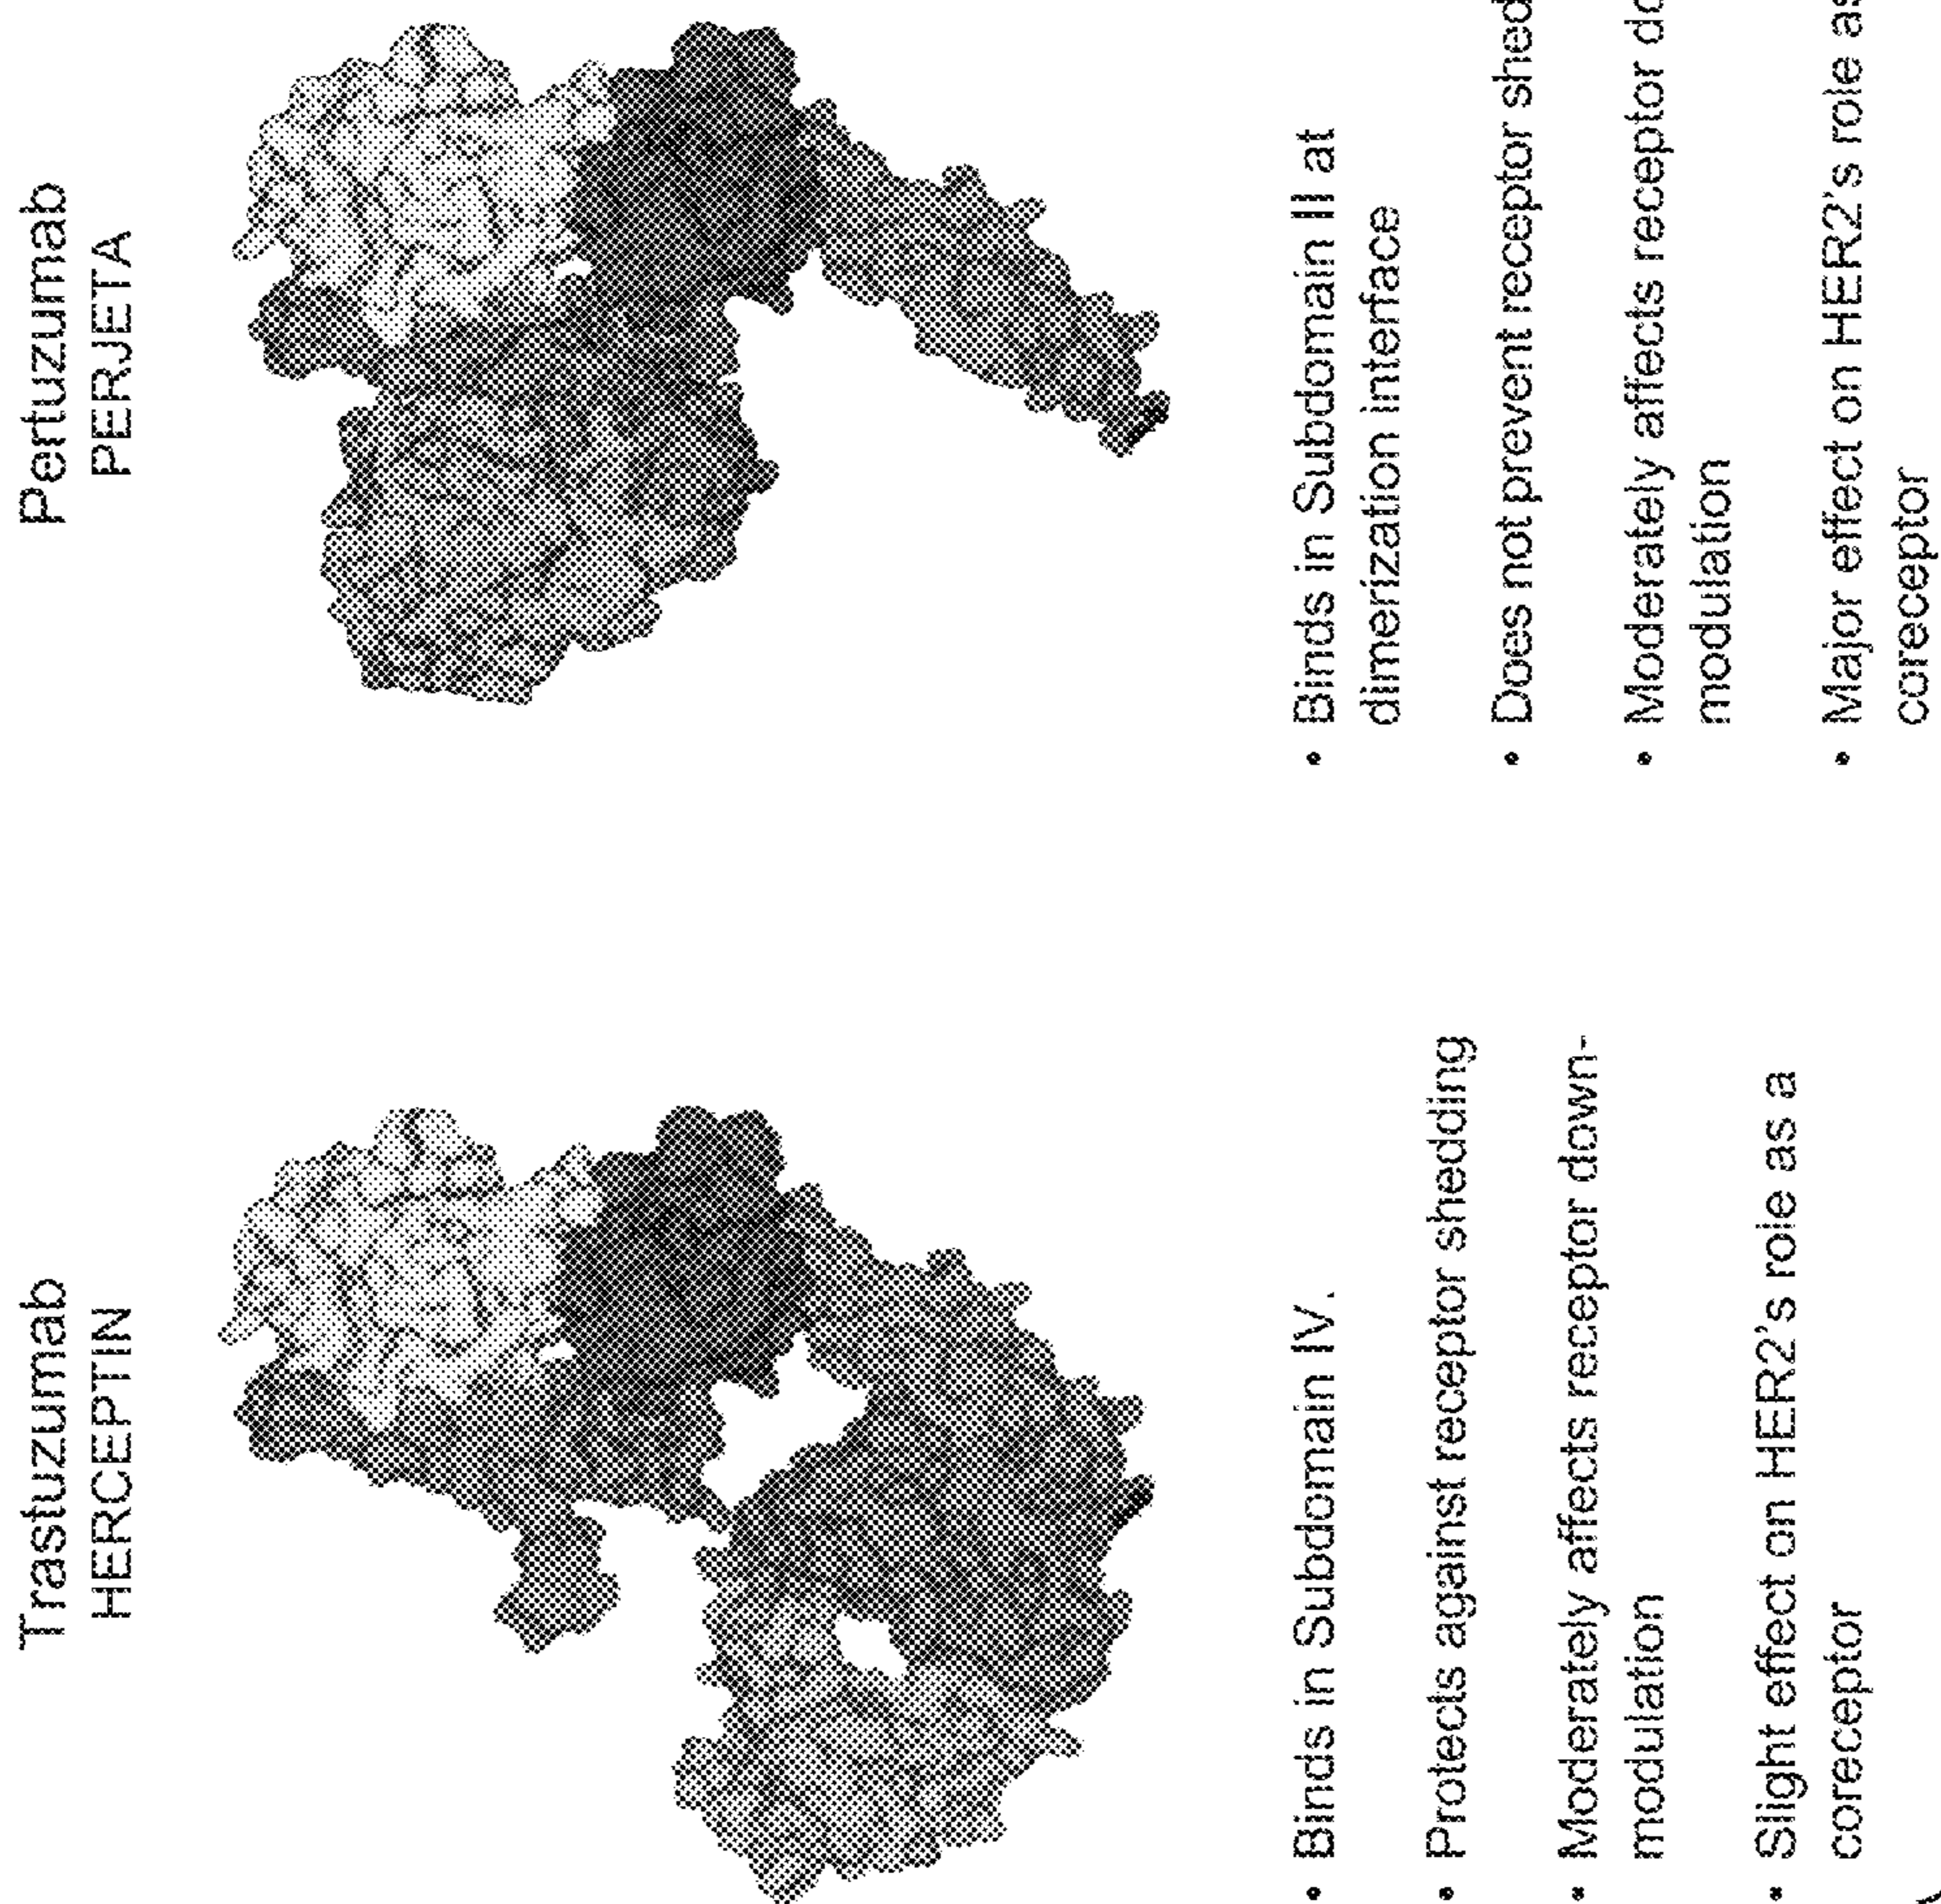 Trastuzumab
HERCEPTIN
• Binds in Subdomain IV.
• Protects against receptor shedding
• Moderately affects receptor down-
modulation
• Slight effect on HER2's role as a
coreceptor
Pertuzumab
PERJETA
• Binds in Subdomain II at
dimerization interface
• Does not prevent receptor shed
• Moderately affects receptor do
modulation
• Major effect on HER2's role as
coreceptor